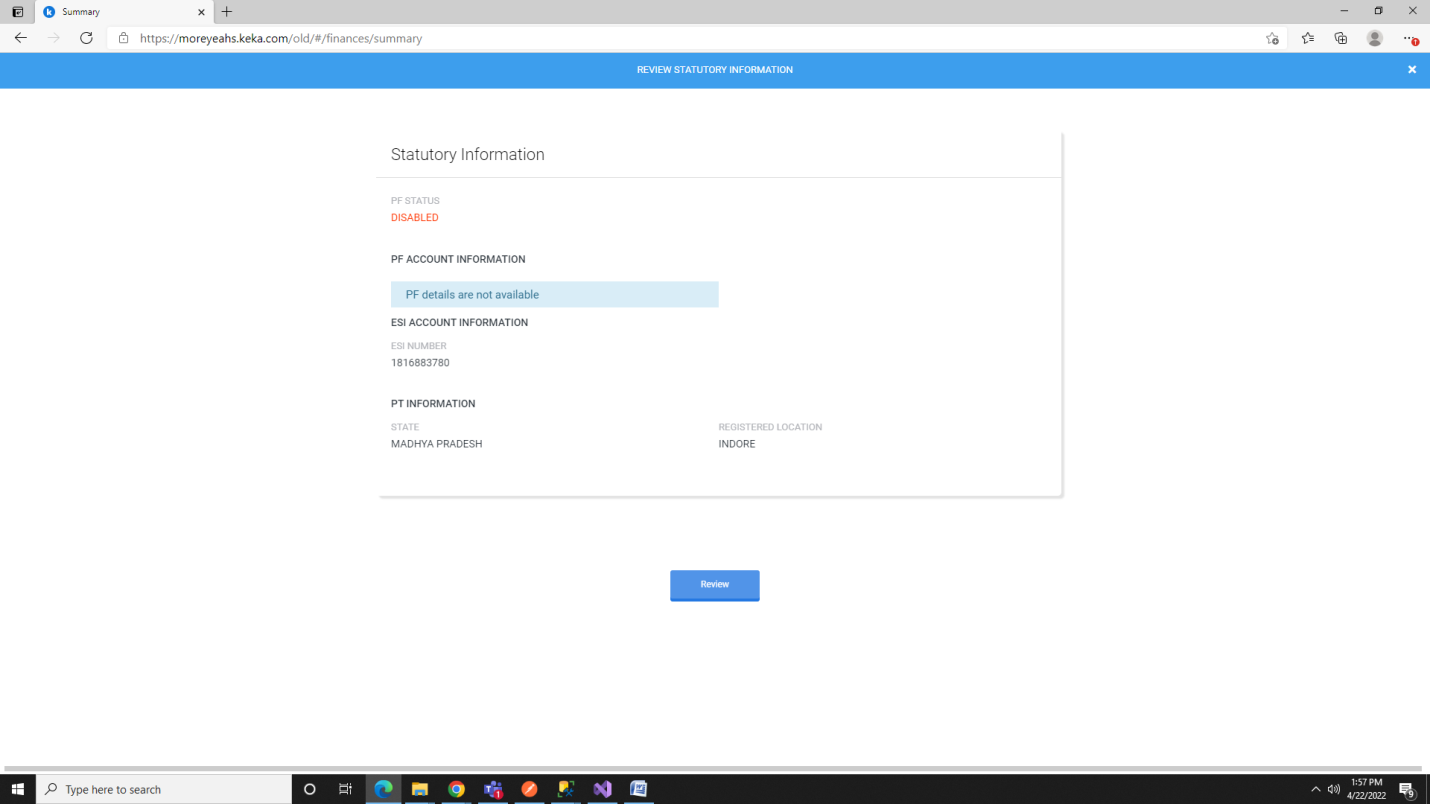 Summary
https://moreyeahs.keka.com/old/#/finances/summary
REVIEW STATUTORY INFORMATION
Statutory Information
PF STATUS
DISABLED
PF ACCOUNT INFORMATION
PF details are not available
ESI ACCOUNT INFORMATION
ESI NUMBER
1816883780
PT INFORMATION
STATE REGISTERED LOCATION
MADHYA PRADESH INDORE
Review
Type here to search
1
1:57 PM
4/22/2022
9